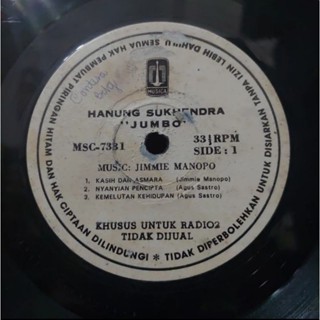 MUSICA
HANUNG SUKHENDRA
"JUMBO"
MSC-7331
33⅓ RPM
SIDE : 1
MUSIC: JIMMIE MANOPO
1. KASIH DAN ASMARA (Jimmie Manopo)
2. NYANYIAN PENCIPTA (Agus Sastro)
3. KEMELUTAN KEHIDUPAN (Agus Sastro)
KHUSUS UNTUK RADIO2
TIDAK DIJUAL
SEMUA HAK PEMBUAT PIRINGAN HITAM DAN HAK CIPTAAN DILINDUNGI * TIDAK DIPERBOLEHKAN UNTUK DISIARKAN TANPA IZIN LEBIH DAHULU